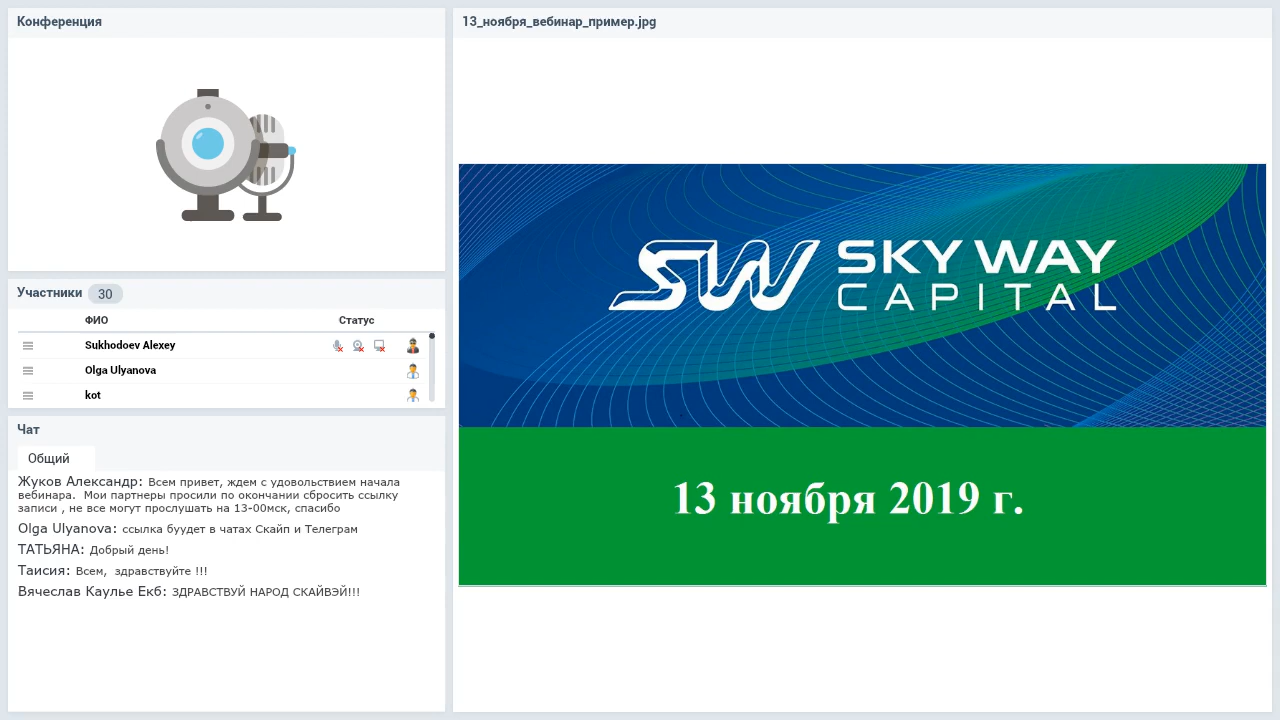 Конференция
Участники 30
ФИО Статус
Sukhodoev Alexey
Olga Ulyanova
kot
Чат
Общий
Жуков Александр: Всем привет, ждем с удовольствием начала
вебинара.  Мои партнеры просили по окончании сбросить ссылку
записи , не все могут прослушать на 13-00мск, спасибо
Olga Ulyanova: ссылка буудет в чатах Скайп и Телеграм
ТАТЬЯНА: Добрый день!
Таисия: Всем,  здравствуйте !!!
Вячеслав Каулье Екб: ЗДРАВСТВУЙ НАРОД СКАЙВЭЙ!!!
13_ноября_вебинар_пример.jpg
SW SKY WAY
CAPITAL
13 ноября 2019 г.